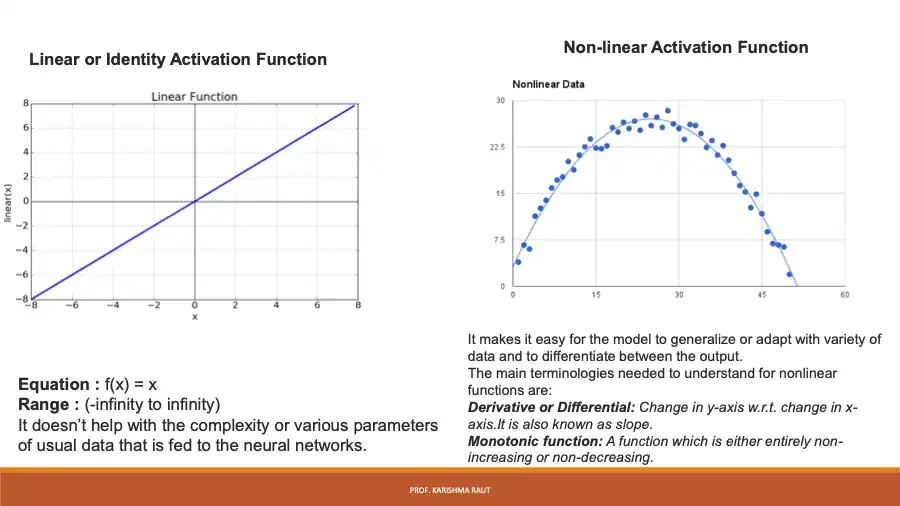 Linear or Identity Activation Function
Linear Function
8
6
4
2
0
−2
−4
−6
−8
linear(x)
−8 −6 −4 −2 0 2 4 6 8
x
Equation : f(x) = x
Range : (-infinity to infinity)
It doesn’t help with the complexity or various parameters
of usual data that is fed to the neural networks.
Non-linear Activation Function
Nonlinear Data
30
22.5
15
7.5
0
0 15 30 45 60
It makes it easy for the model to generalize or adapt with variety of
data and to differentiate between the output.
The main terminologies needed to understand for nonlinear
functions are:
Derivative or Differential: Change in y-axis w.r.t. change in x-
axis.It is also known as slope.
Monotonic function: A function which is either entirely non-
increasing or non-decreasing.
PROF. KARISHMA RAUT